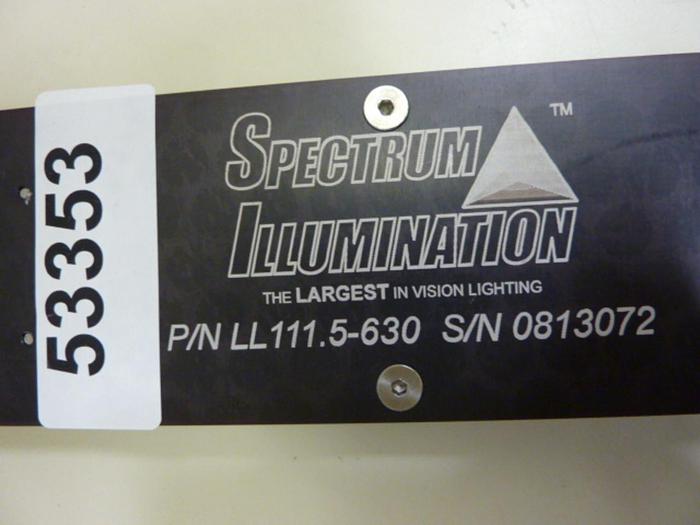 53353
SPECTRUM
ILLUMINATION
TM
THE LARGEST IN VISION LIGHTING
P/N LL111.5-630 S/N 0813072